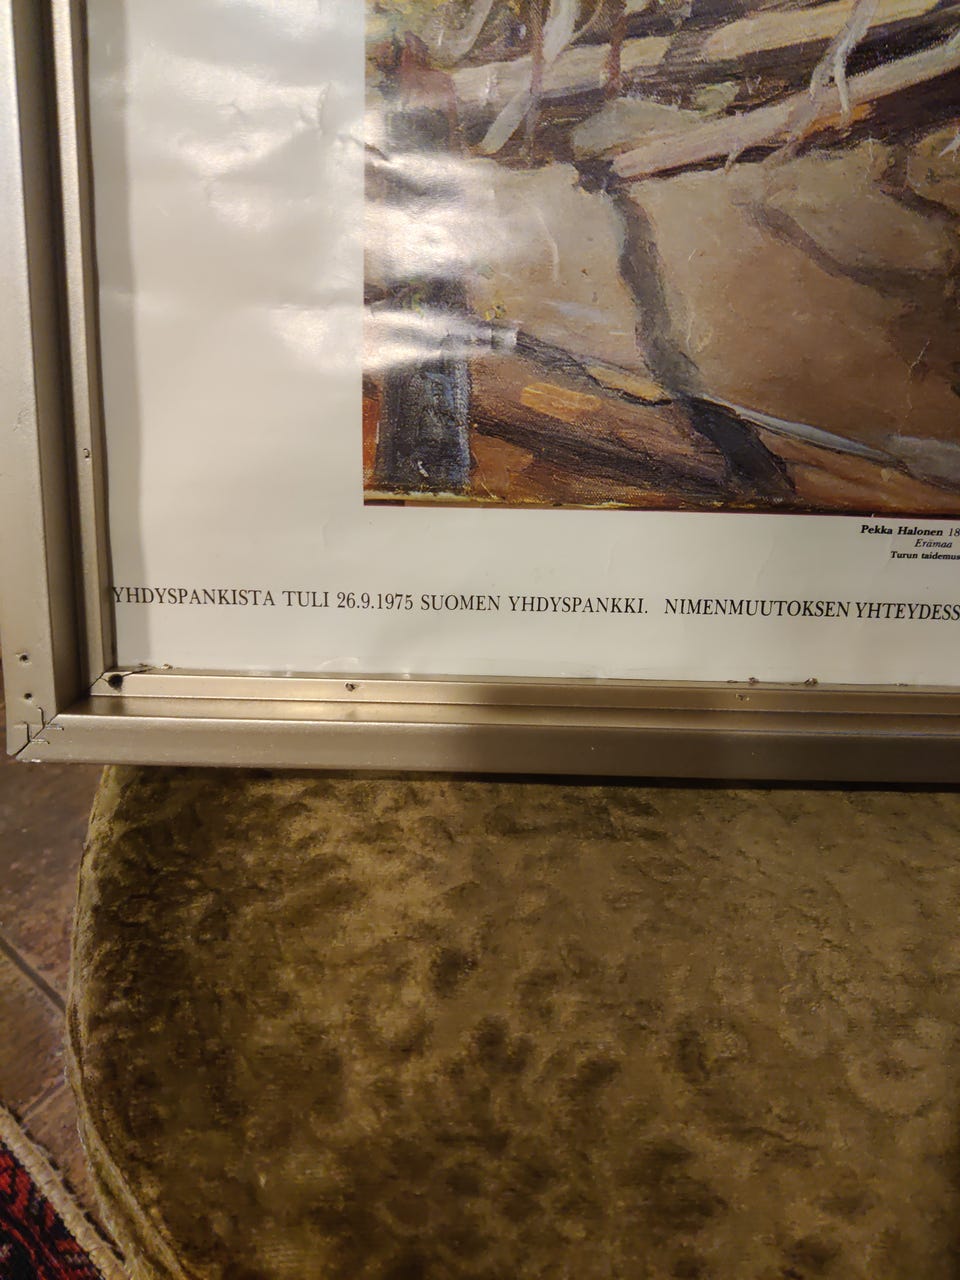 Pekka Halonen 18
Erämaa
Turun taidemus
YHDYSPANKISTA TULI 26.9.1975 SUOMEN YHDYSPANKKI. NIMENMUUTOKSEN YHTEYDESS